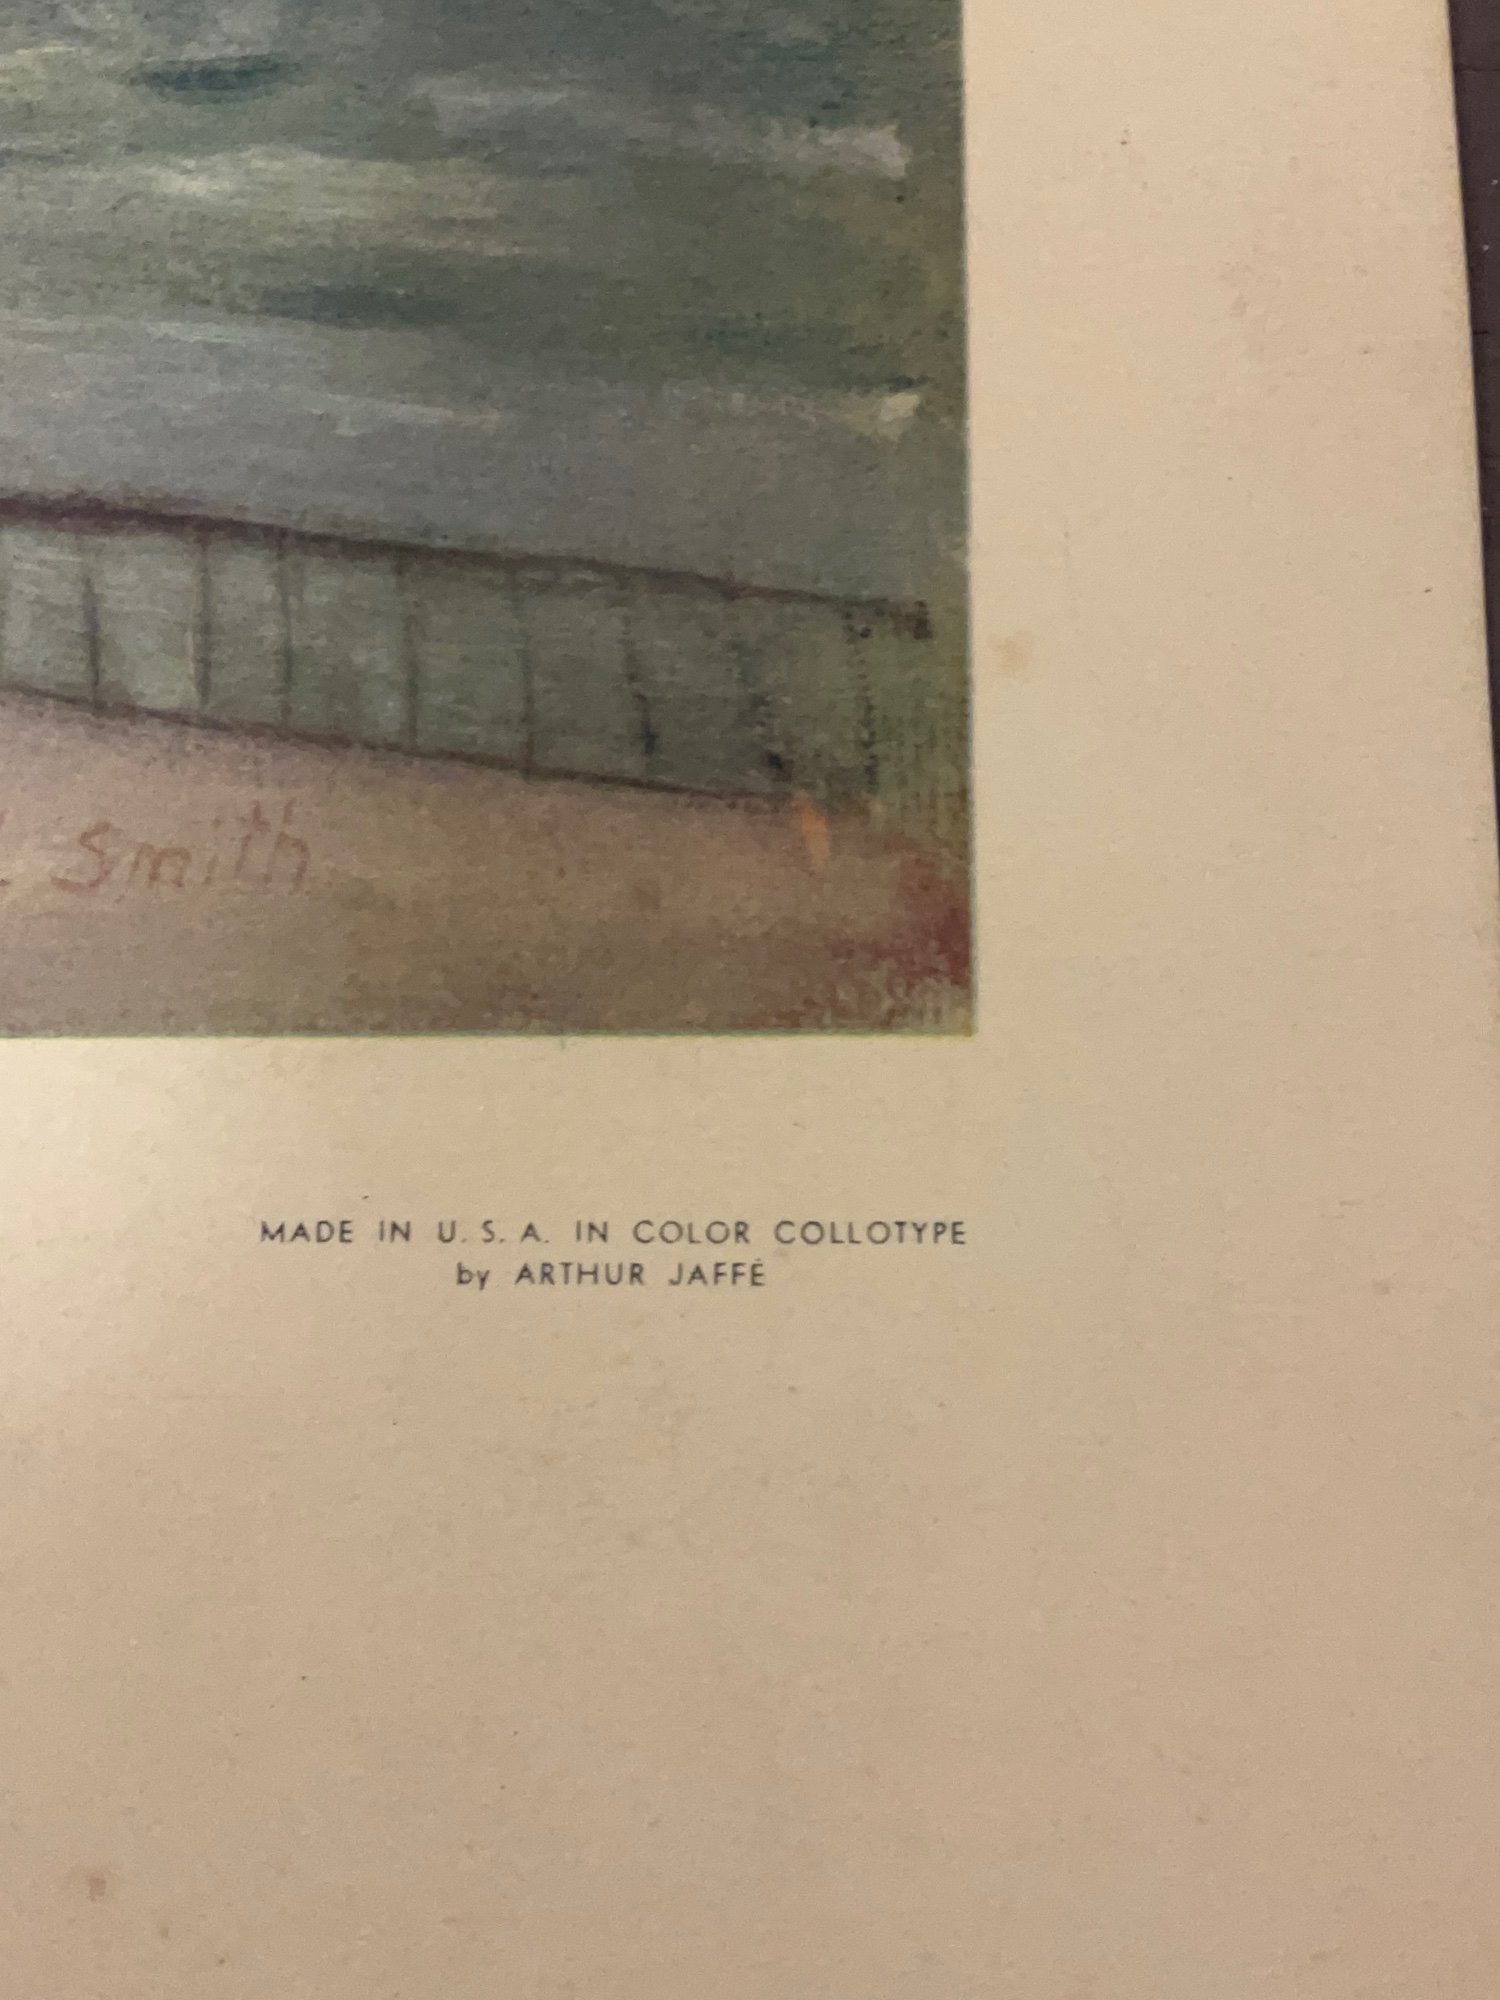 Smith
MADE IN U. S. A. IN COLOR COLLOTYPE
by ARTHUR JAFFÉ